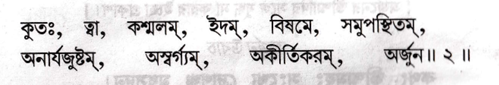 কুতঃ, ত্বা, কশ্মলম্, ইদম্, বিষমে, সমুপস্থিতম্,
অনার্যজুষ্টম্, অস্বর্গ্যম্, অকীর্তিকরম্, অর্জুন॥ ২ ॥